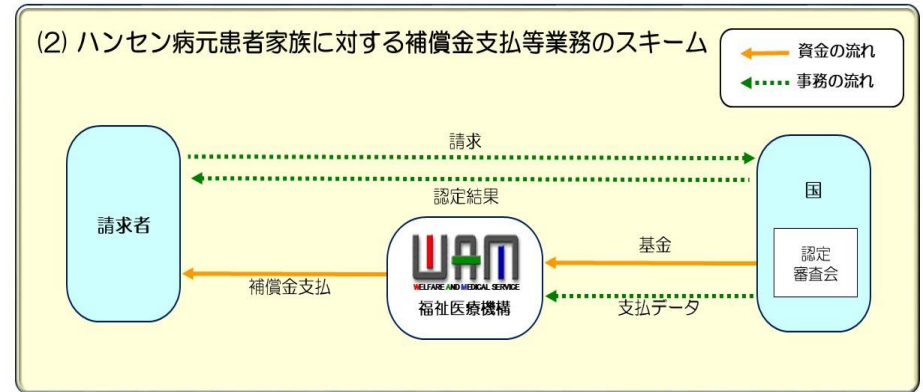 (2) ハンセン病元患者家族に対する補償金支払等業務のスキーム
資金の流れ
事務の流れ
請求
認定結果
請求者
国
認定
審査会
基金
WAM
WELFARE AND MEDICAL SERVICE
福祉医療機構
補償金支払
支払データ